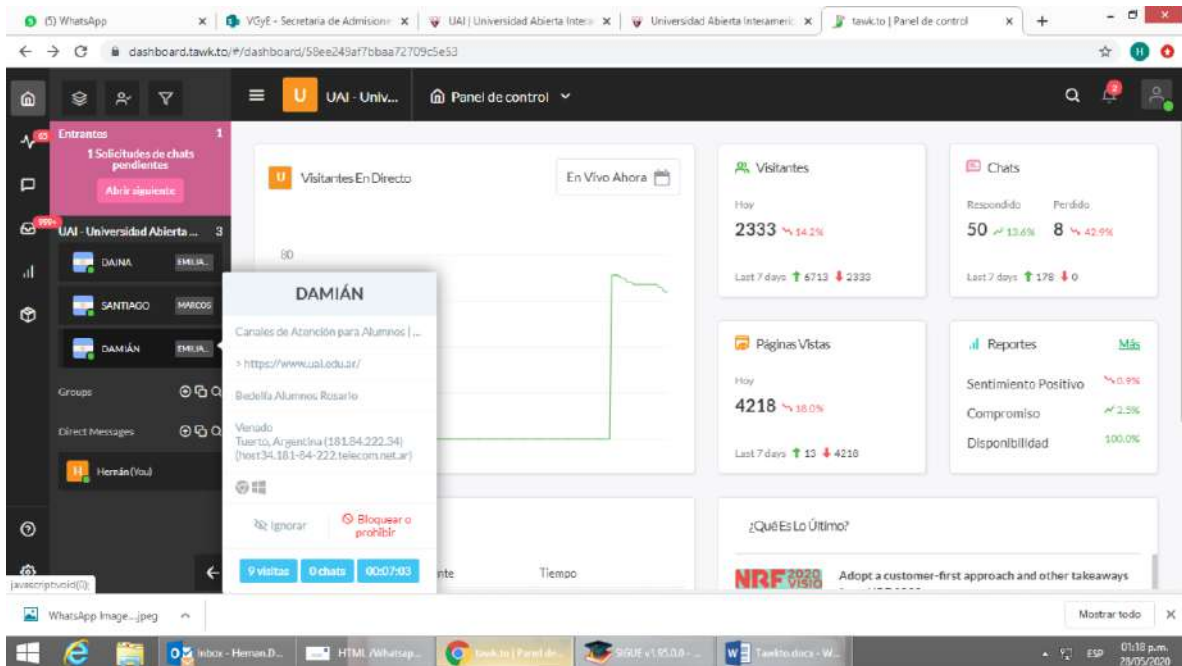 (5) WhatsApp
VGyE - Secretaria de Admisione
UAI | Universidad Abierta Intera
Universidad Abierta Interameric
tawk.to | Panel de control
dashboard.tawk.to/#/dashboard/58ee249af7bbaa72709c5e53
H
U
UAI - Univ...
Panel de control
2
63
Entrantes 1
1 Solicitudes de chats
pendientes
Abrir siguiente
999+
UAI - Universidad Abierta ... 3
DAINA EMILIA..
SANTIAGO MARCOS
DAMIÁN EMILIA..
Groups
Direct Messages
H Hernán (You)
javascript:void(0);
DAMIÁN
Canales de Atención para Alumnos | ...
> https://www.uai.edu.ar/
Bedelía Alumnos Rosario
Venado
Tuerto, Argentina (181.84.222.34)
(host34.181-84-222.telecom.net.ar)
Ignorar
Bloquear o
prohibir
9 visitas 0 chats 00:07:03
U Visitantes En Directo
En Vivo Ahora
80
nte Tiempo
Visitantes
Hoy
2333 14.2%
Last 7 days 6713 2333
Chats
Respondido Perdido
50 13.6% 8 42.9%
Last 7 days 178 0
Páginas Vistas
Hoy
4218 18.0%
Last 7 days 13 4218
Reportes Más
Sentimiento Positivo 0.9%
Compromiso 2.5%
Disponibilidad 100.0%
¿Qué Es Lo Último?
NRF 2020
VISIO
Adopt a customer-first approach and other takeaways
WhatsApp Image....jpeg
Mostrar todo
Inbox - Hernan.D...
HTML (Whatsap...
tawk.to | Panel de...
SIGUE v1.95.0.0 - ...
Tawkto.docx - W...
ESP
01:18 p.m.
28/05/2020